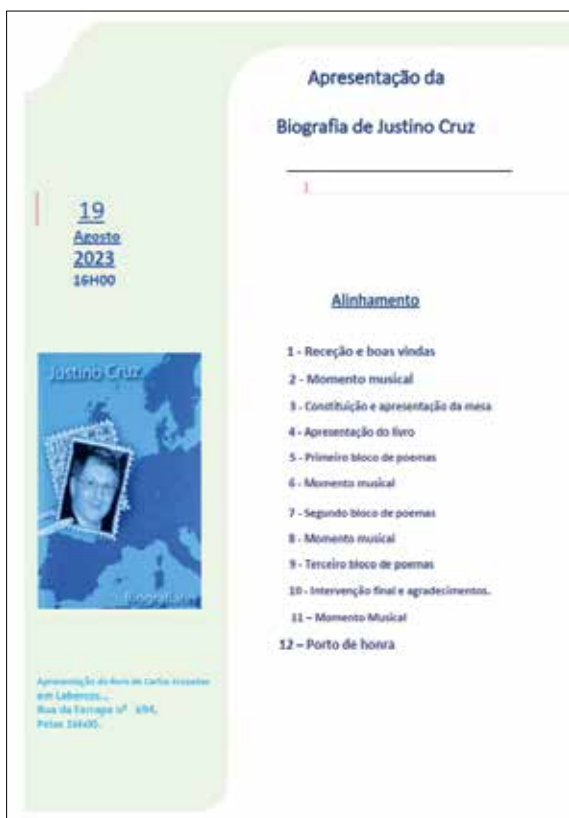 Apresentação da
Biografia de Justino Cruz
19
Agosto
2023
16H00
Alinhamento
1 - Receção e boas vindas
2 - Momento musical
3 - Constituição e apresentação da mesa
4 - Apresentação do livro
5 - Primeiro bloco de poemas
6 - Momento musical
7 - Segundo bloco de poemas
8 - Momento musical
9 - Terceiro bloco de poemas
10 - Intervenção final e agradecimentos.
11 – Momento Musical
12 – Porto de honra
Justino Cruz
Biografia
Apresentação do livro de Carlos
em
Rua da nº 694,
Pelas 16h00.